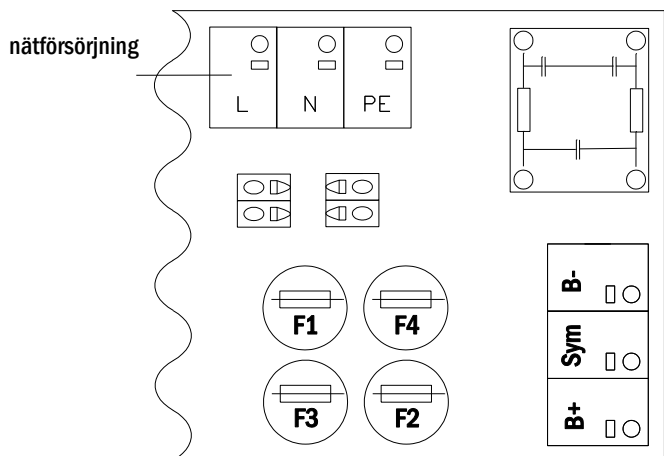 nätförsörjning
L N PE
B-
F1 F4
Sym
F3 F2
B+